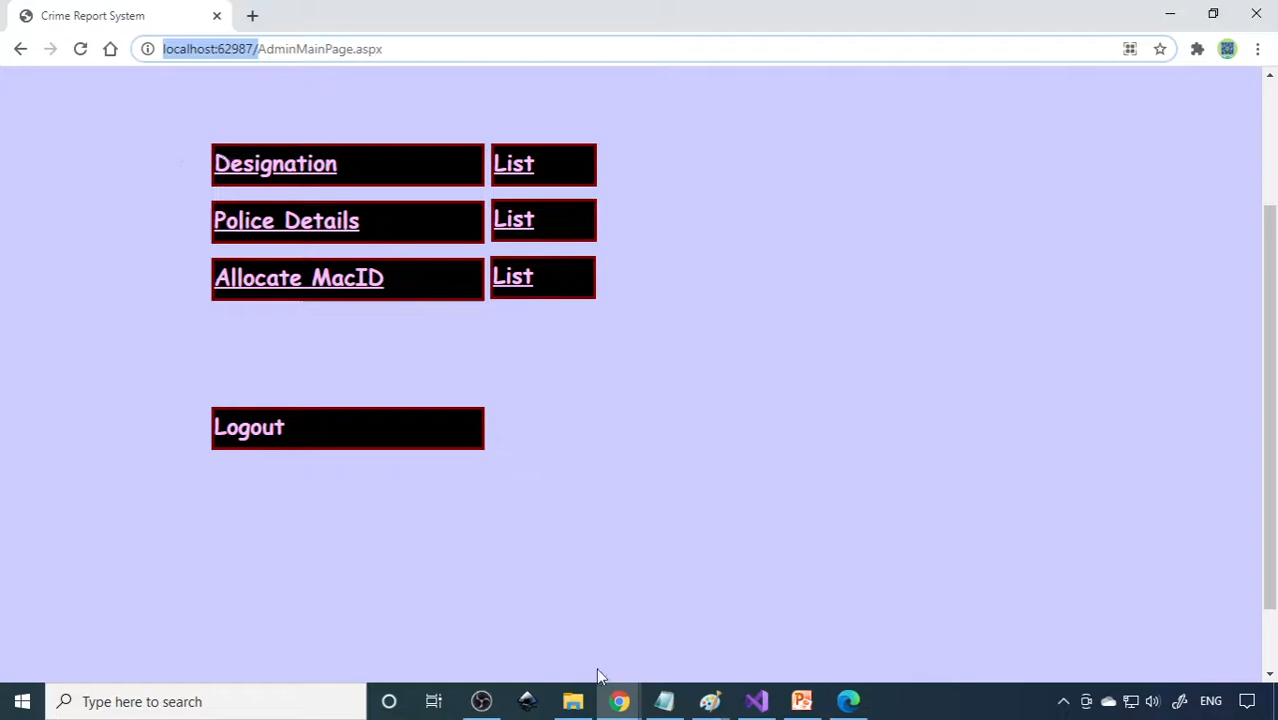 Crime Report System
localhost:62987/AdminMainPage.aspx
Designation List
Police Details List
Allocate MacID List
Logout
Type here to search
ENG